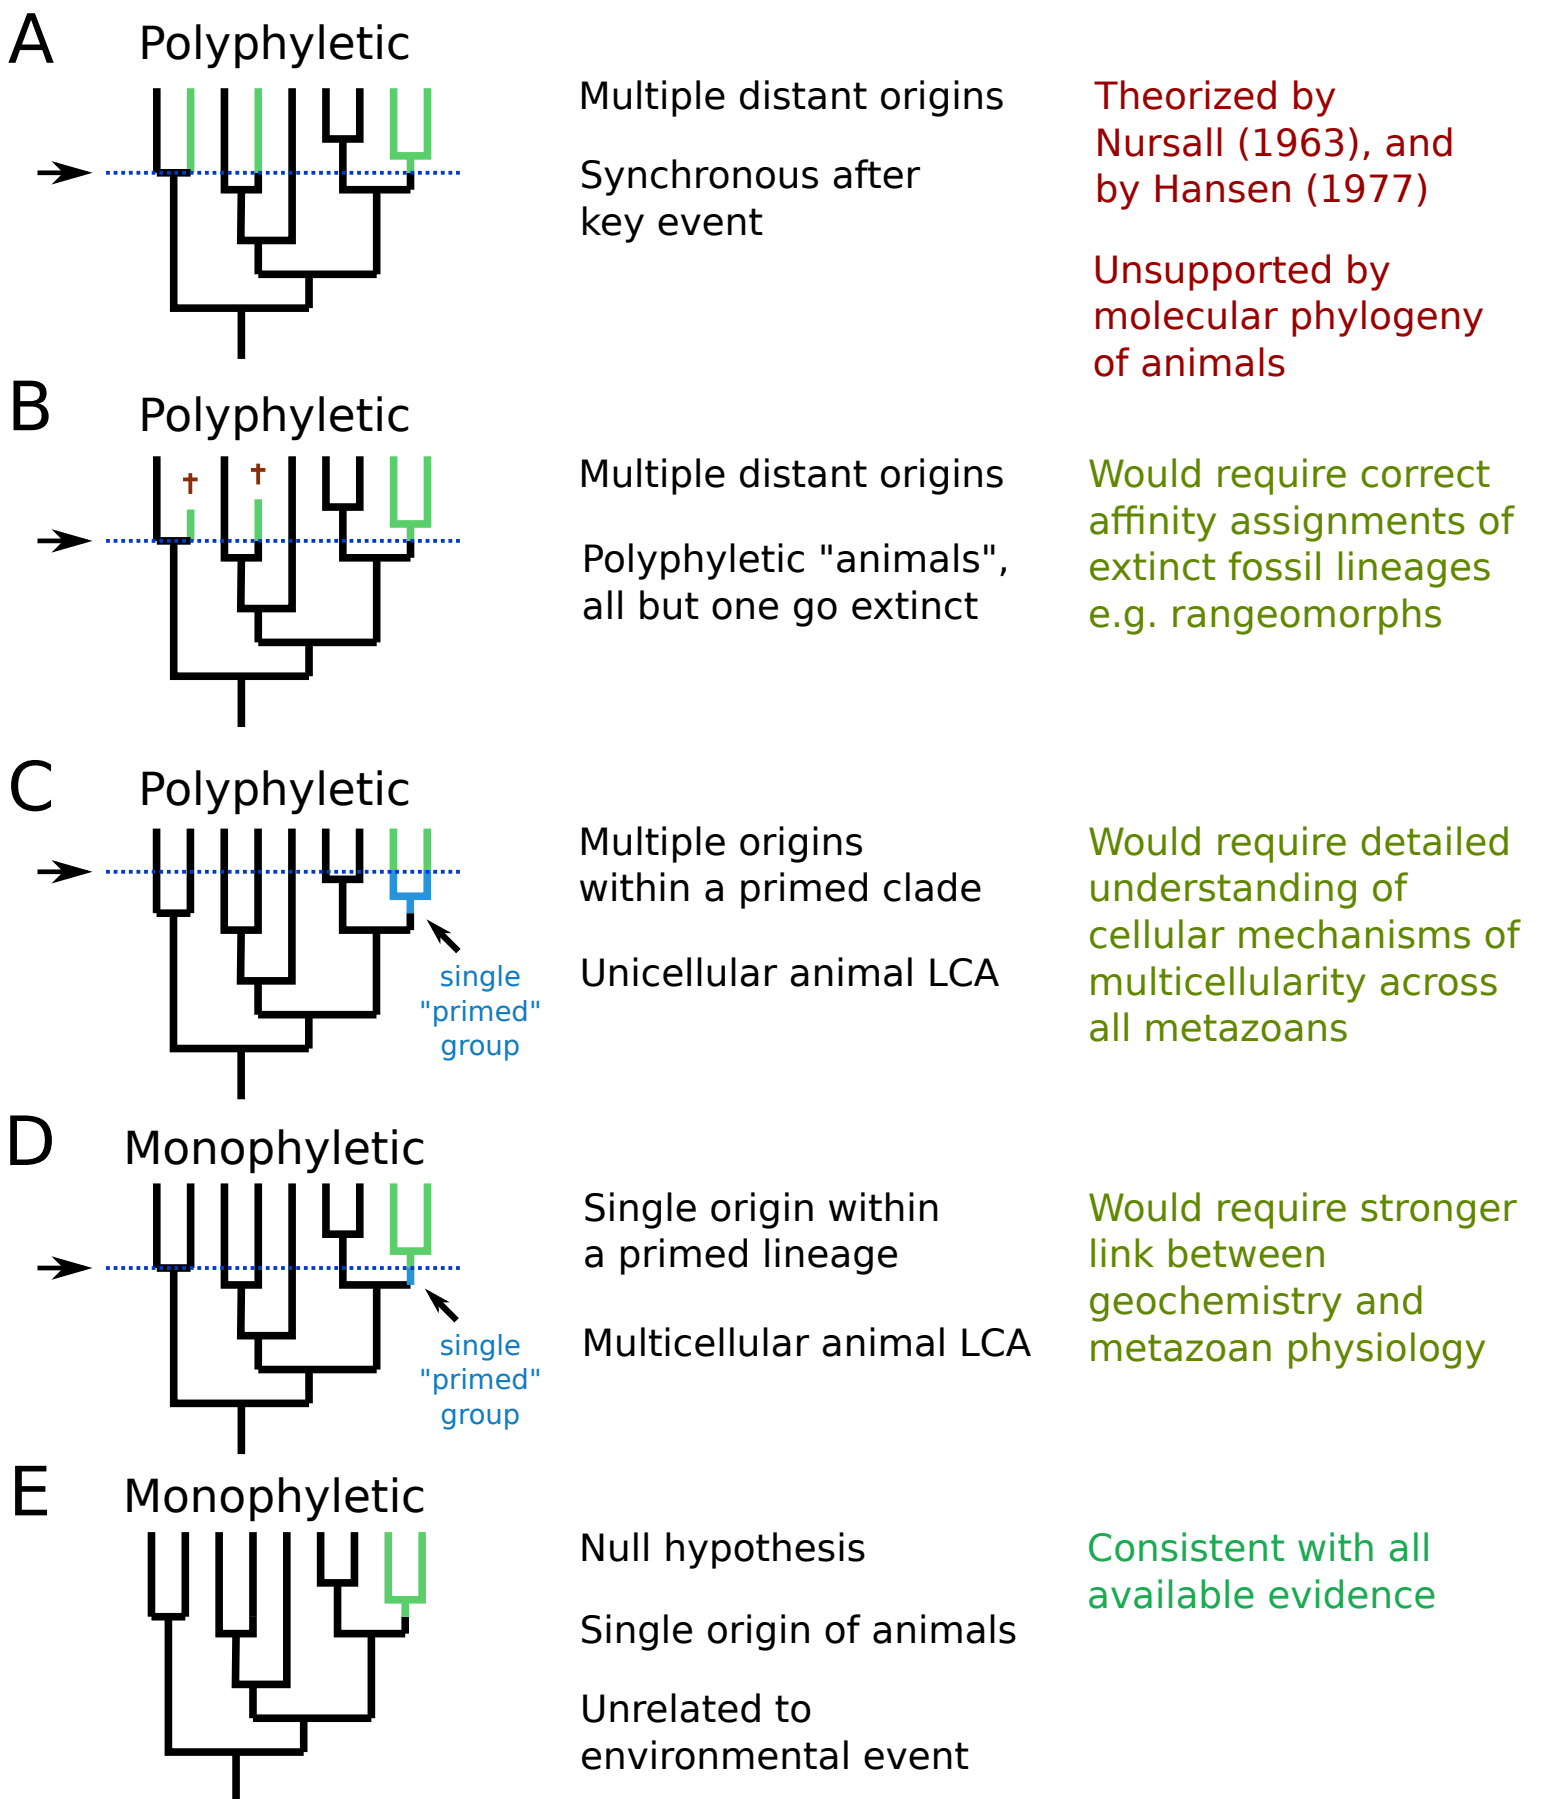 A
Polyphyletic
Multiple distant origins
Synchronous after
key event
Theorized by
Nursall (1963), and
by Hansen (1977)
Unsupported by
molecular phylogeny
of animals
B
Polyphyletic
Multiple distant origins
Polyphyletic "animals",
all but one go extinct
Would require correct
affinity assignments of
extinct fossil lineages
e.g. rangeomorphs
C
Polyphyletic
single
"primed"
group
Multiple origins
within a primed clade
Unicellular animal LCA
Would require detailed
understanding of
cellular mechanisms of
multicellularity across
all metazoans
D
Monophyletic
single
"primed"
group
Single origin within
a primed lineage
Multicellular animal LCA
Would require stronger
link between
geochemistry and
metazoan physiology
E
Monophyletic
Null hypothesis
Single origin of animals
Unrelated to
environmental event
Consistent with all
available evidence